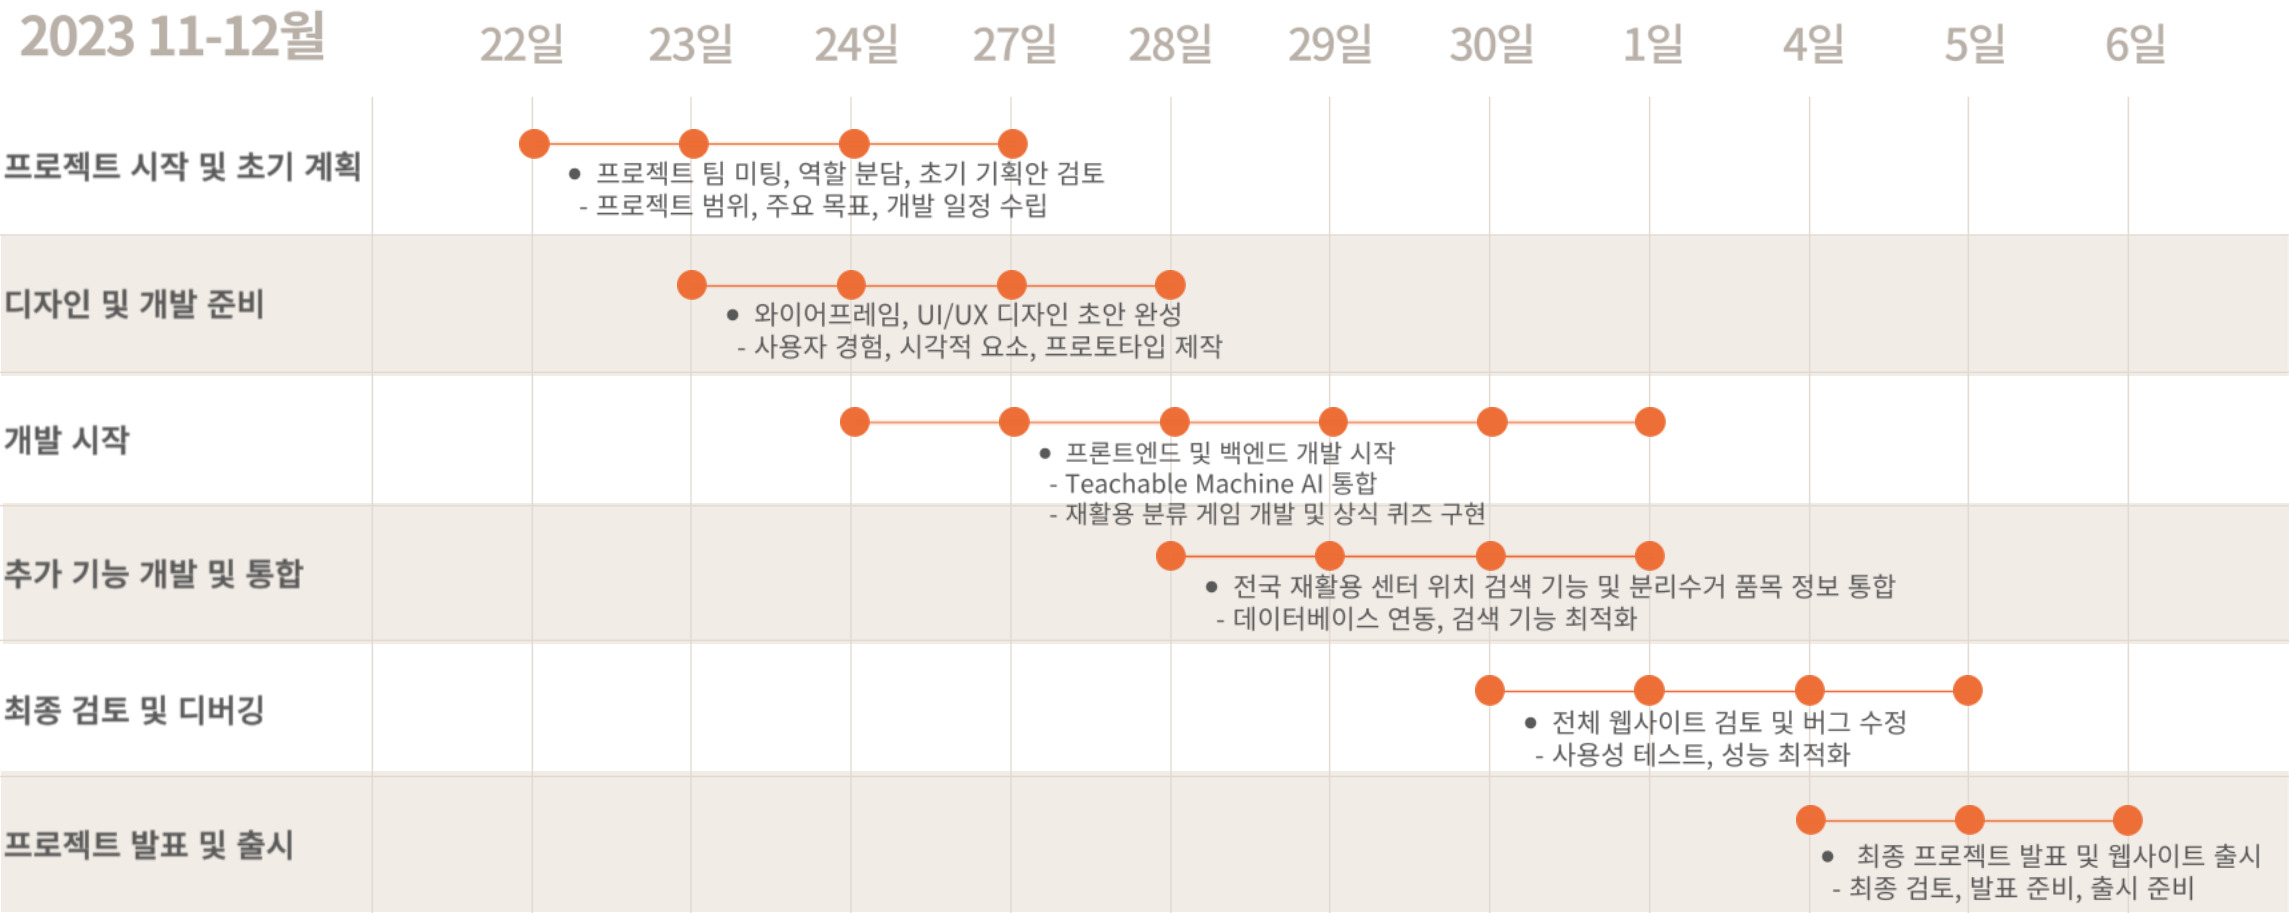 2023 11-12월 22일 23일 24일 27일 28일 29일 30일 1일 4일 5일 6일
프로젝트 시작 및 초기 계획
● 프로젝트 팀 미팅, 역할 분담, 초기 기획안 검토
- 프로젝트 범위, 주요 목표, 개발 일정 수립
디자인 및 개발 준비
● 와이어프레임, UI/UX 디자인 초안 완성
- 사용자 경험, 시각적 요소, 프로토타입 제작
개발 시작
● 프론트엔드 및 백엔드 개발 시작
- Teachable Machine AI 통합
- 재활용 분류 게임 개발 및 상식 퀴즈 구현
추가 기능 개발 및 통합
● 전국 재활용 센터 위치 검색 기능 및 분리수거 품목 정보 통합
- 데이터베이스 연동, 검색 기능 최적화
최종 검토 및 디버깅
● 전체 웹사이트 검토 및 버그 수정
- 사용성 테스트, 성능 최적화
프로젝트 발표 및 출시
● 최종 프로젝트 발표 및 웹사이트 출시
- 최종 검토, 발표 준비, 출시 준비